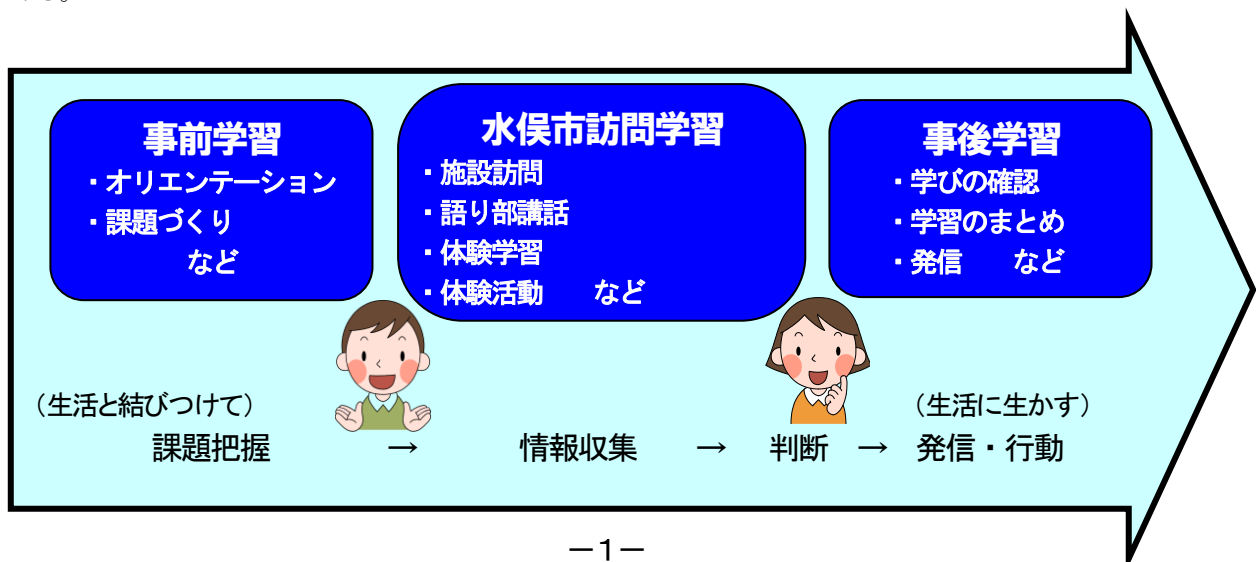 る。
事前学習
・オリエンテーション
・課題づくり
など
水俣市訪問学習
・施設訪問
・語り部講話
・体験学習
・体験活動　　など
事後学習
・学びの確認
・学習のまとめ
・発信　　など
（生活と結びつけて）
（生活に生かす）
課題把握　→　情報収集　→　判断　→　発信・行動
－１－